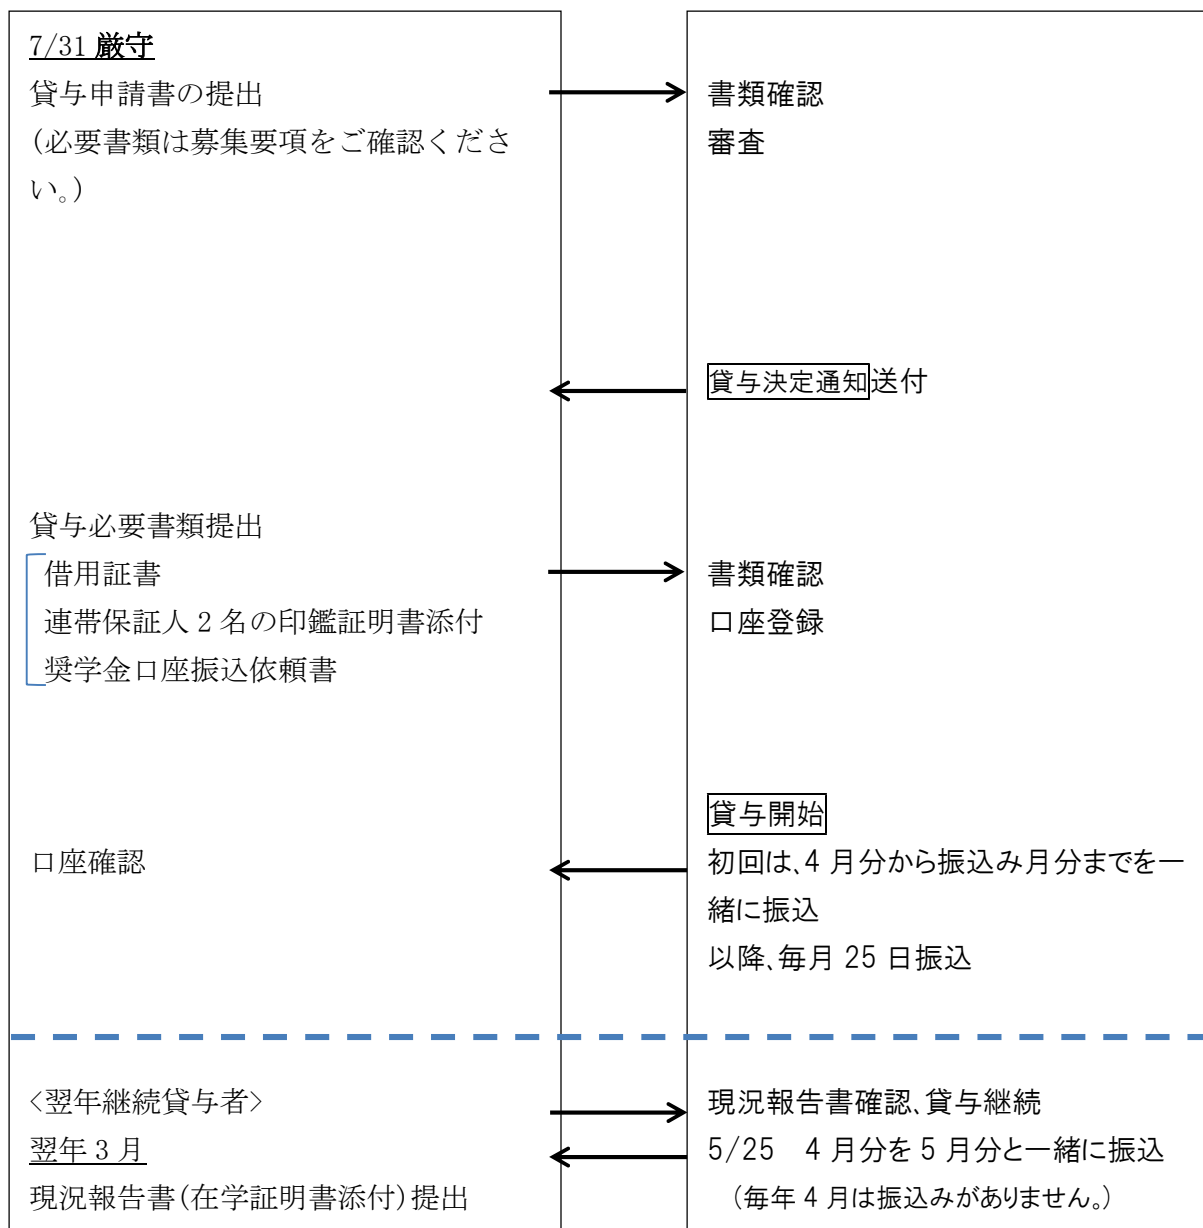 7/31 厳守
貸与申請書の提出
(必要書類は募集要項をご確認くださ
い。)
書類確認
審査
貸与決定通知送付
貸与必要書類提出
借用証書
連帯保証人 2 名の印鑑証明書添付
奨学金口座振込依頼書
書類確認
口座登録
貸与開始
口座確認
初回は、4 月分から振込み月分までを一
緒に振込
以降、毎月 25 日振込
<翌年継続貸与者>
翌年 3 月
現況報告書(在学証明書添付)提出
現況報告書確認、貸与継続
5/25 4 月分を 5 月分と一緒に振込
(毎年 4 月は振込みがありません。)